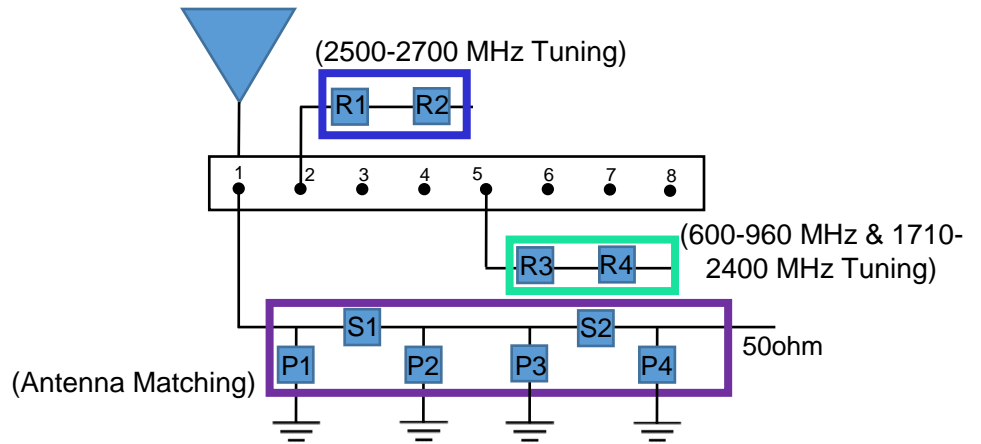 (2500-2700 MHz Tuning)
R1 R2
1 2 3 4 5 6 7 8
(600-960 MHz & 1710-
2400 MHz Tuning)
R3 R4
S1 S2
50ohm
P1 P2 P3 P4
(Antenna Matching)